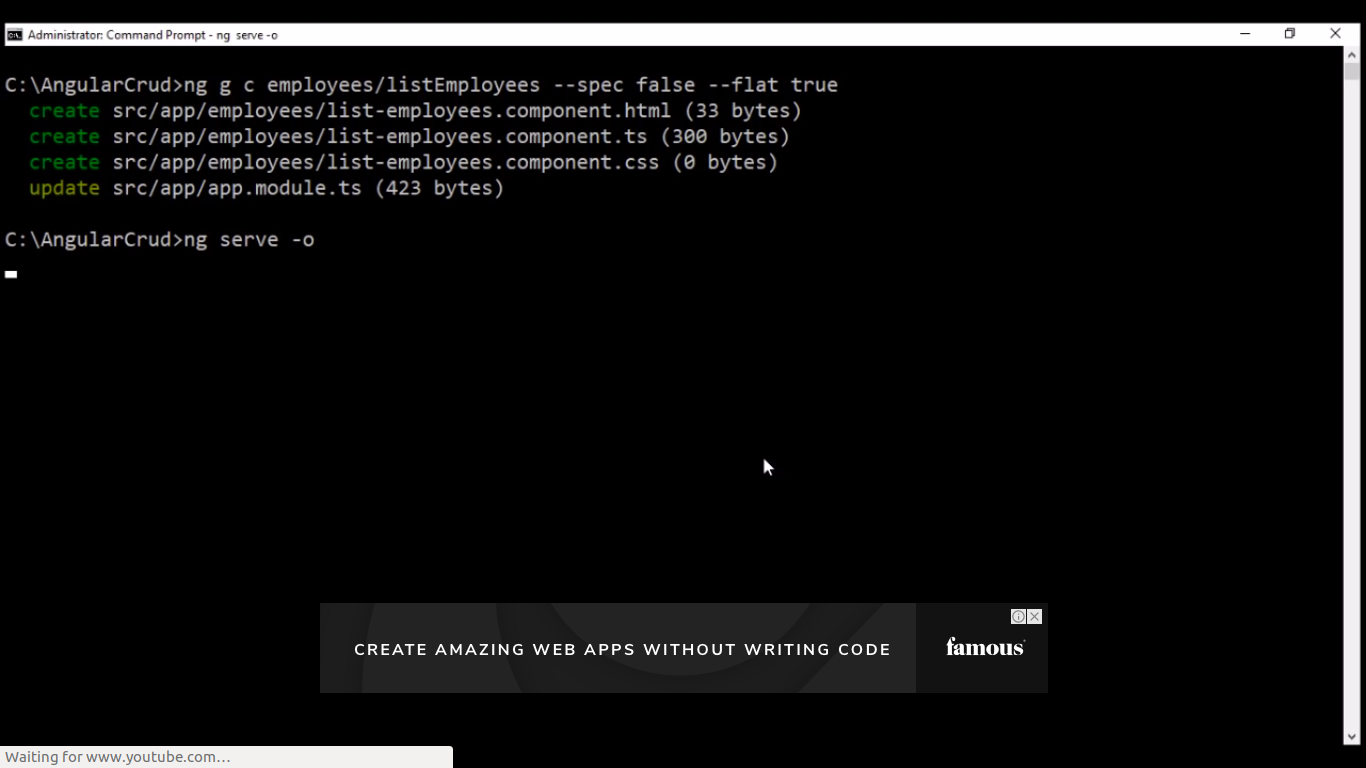 Administrator: Command Prompt - ng serve -o
C:\AngularCrud>ng g c employees/listEmployees --spec false --flat true
create src/app/employees/list-employees.component.html (33 bytes)
create src/app/employees/list-employees.component.ts (300 bytes)
create src/app/employees/list-employees.component.css (0 bytes)
update src/app/app.module.ts (423 bytes)
C:\AngularCrud>ng serve -o
CREATE AMAZING WEB APPS WITHOUT WRITING CODE
famous
Waiting for www.youtube.com...